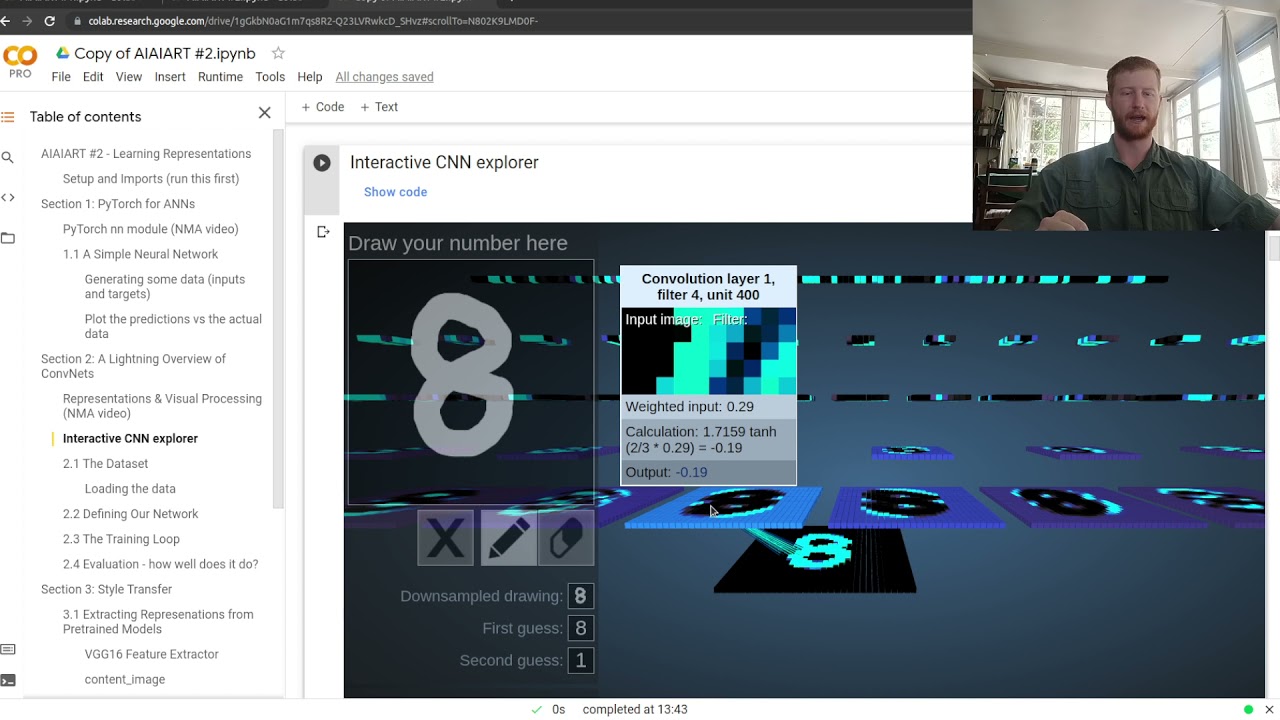 colab.research.google.com/drive/1gGkbN0aG1m7qs8R2-Q23LVRwkcD_SHvz#scrollTo=N802K9LMD0F-
CO
PRO
Copy of AIAIART #2.ipynb
File Edit View Insert Runtime Tools Help All changes saved
Table of contents
+ Code + Text
AIAIART #2 - Learning Representations
Setup and Imports (run this first)
Section 1: PyTorch for ANNs
PyTorch nn module (NMA video)
1.1 A Simple Neural Network
Generating some data (inputs
and targets)
Plot the predictions vs the actual
data
Section 2: A Lightning Overview of
ConvNets
Representations & Visual Processing
(NMA video)
Interactive CNN explorer
2.1 The Dataset
Loading the data
2.2 Defining Our Network
2.3 The Training Loop
2.4 Evaluation - how well does it do?
Section 3: Style Transfer
3.1 Extracting Represenations from
Pretrained Models
VGG16 Feature Extractor
content_image
Interactive CNN explorer
Show code
Draw your number here
8
X
Downsampled drawing: 8
First guess: 8
Second guess: 1
Convolution layer 1,
filter 4, unit 400
Input image: Filter:
Weighted input: 0.29
Calculation: 1.7159 tanh
(2/3 * 0.29) = -0.19
Output: -0.19
8
0s completed at 13:43